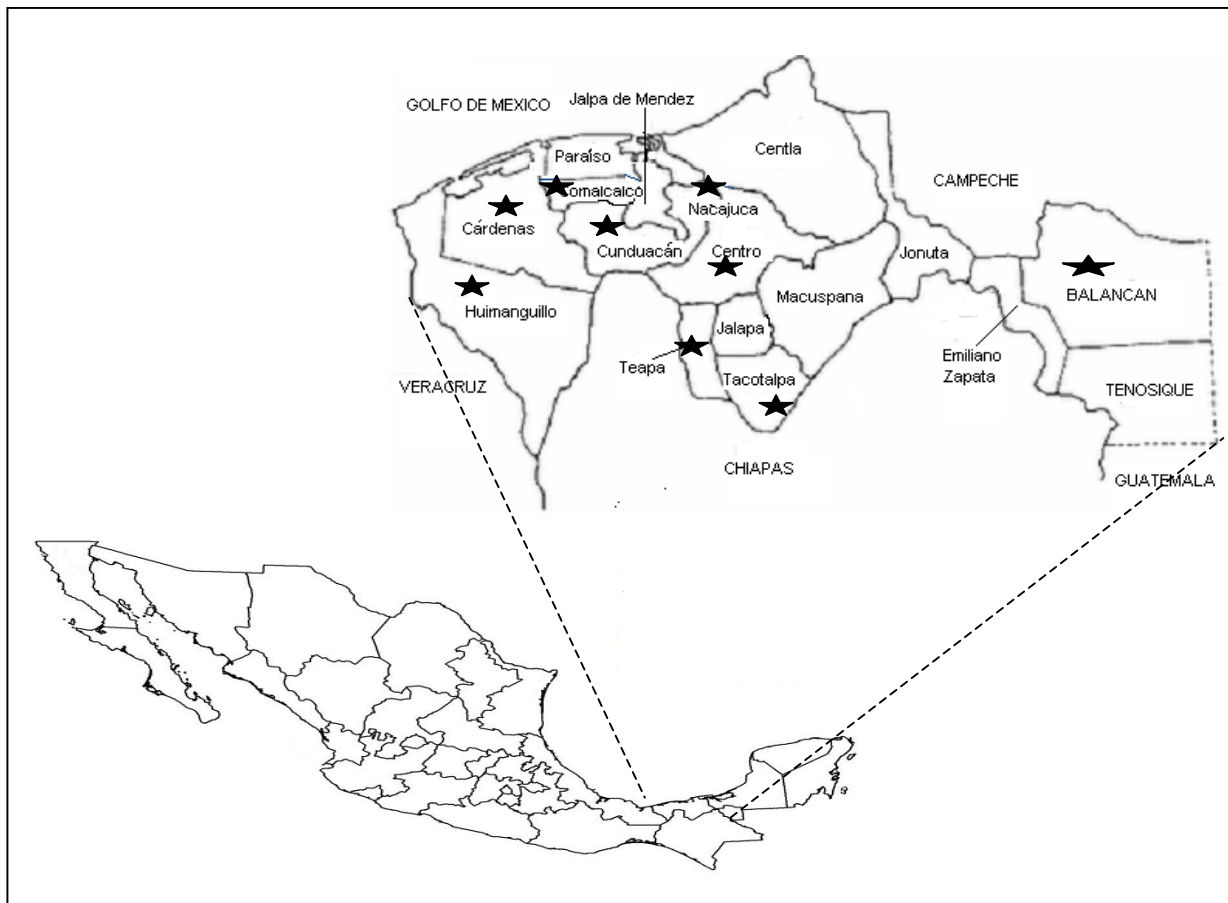 GOLFO DE MEXICO
Jalpa de Mendez
Centla
Paraíso
CAMPECHE
Comalcalco
Nacajuca
Cárdenas
Cunduacán
Centro
Jonuta
Macuspana
BALANCAN
Huimanguillo
Jalapa
Emiliano
Zapata
Teapa
Tacotalpa
VERACRUZ
TENOSIQUE
CHIAPAS
GUATEMALA